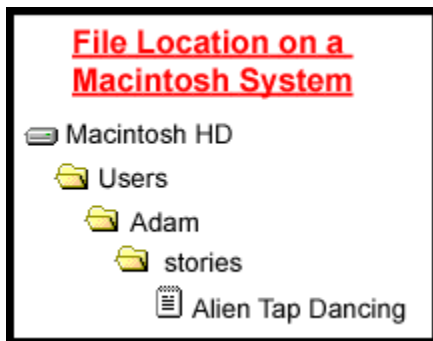 File Location on a
Macintosh System
Macintosh HD
Users
Adam
stories
Alien Tap Dancing